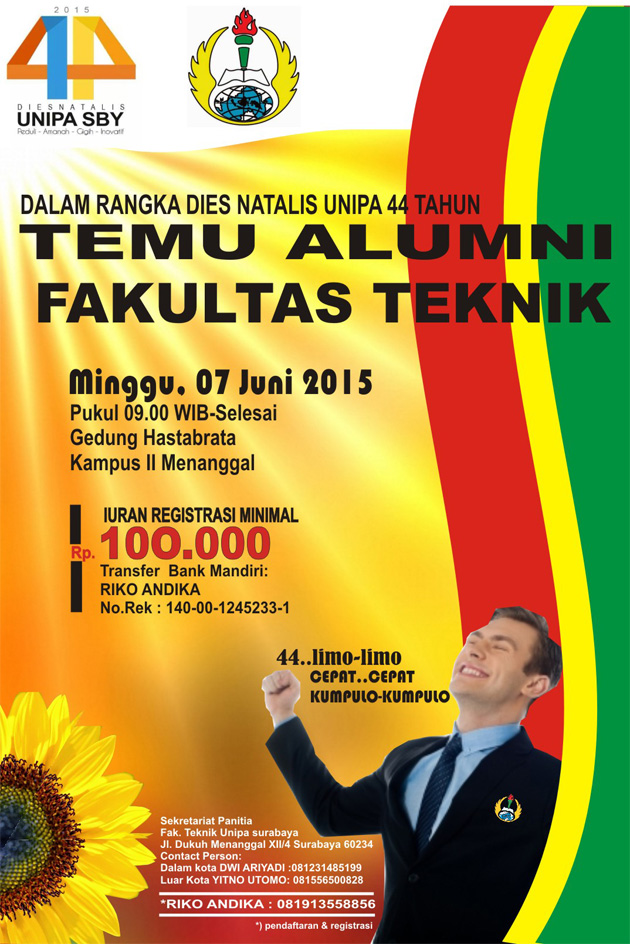 2015
44
DIES NATALIS
UNIPA SBY
Peduli - Amanah - Gigih - Inovatif
DALAM RANGKA DIES NATALIS UNIPA 44 TAHUN
TEMU ALUMNI
FAKULTAS TEKNIK
Minggu, 07 Juni 2015
Pukul 09.00 WIB-Selesai
Gedung Hastabrata
Kampus II Menanggal
IURAN REGISTRASI MINIMAL
Rp. 100.000
Transfer Bank Mandiri:
RIKO ANDIKA
No.Rek : 140-00-1245233-1
44..limo-limo
CEPAT..CEPAT
KUMPULO-KUMPULO
Sekretariat Panitia
Fak. Teknik Unipa surabaya
Jl. Dukuh Menanggal XII/4 Surabaya 60234
Contact Person:
Dalam kota DWI ARIYADI :081231485199
Luar Kota YITNO UTOMO: 081556500828
*RIKO ANDIKA : 081913558856
*) pendaftaran & registrasi